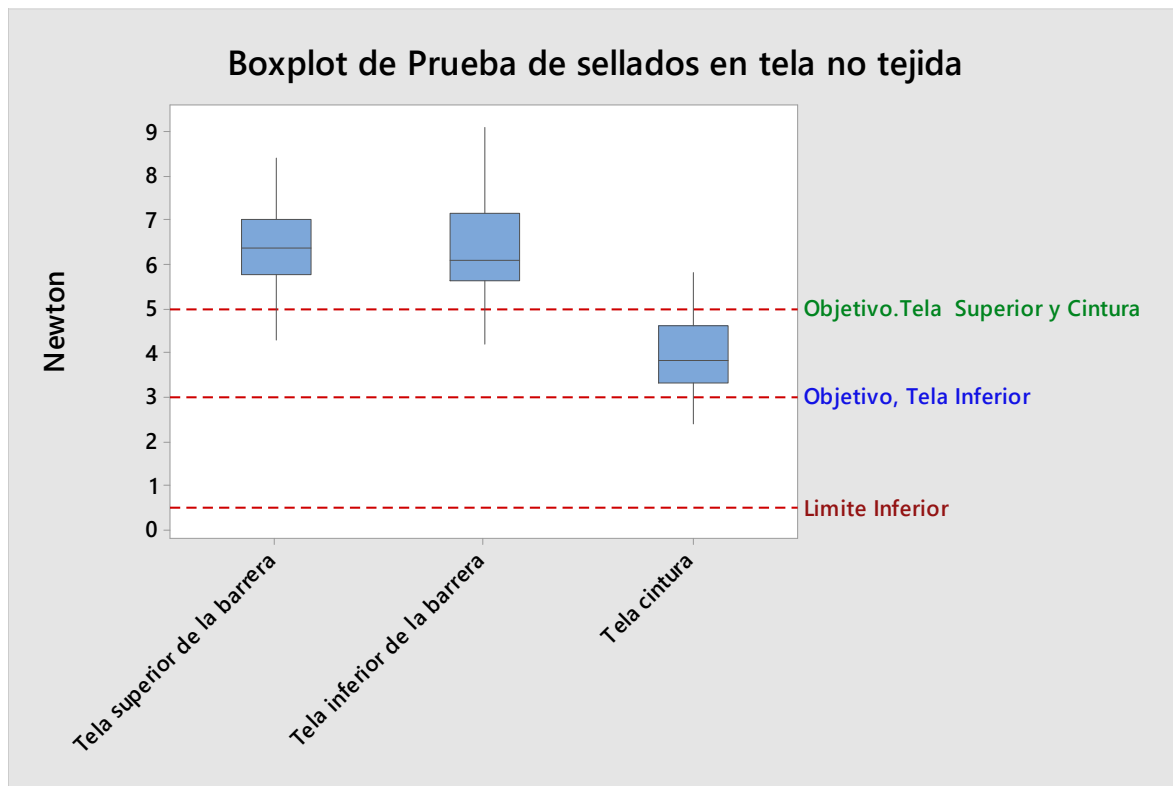 Boxplot de Prueba de sellados en tela no tejida
Newton
9
8
7
6
5
4
3
2
1
0
Objetivo.Tela  Superior y Cintura
Objetivo, Tela Inferior
Limite Inferior
Tela superior de la barrera
Tela inferior de la barrera
Tela cintura